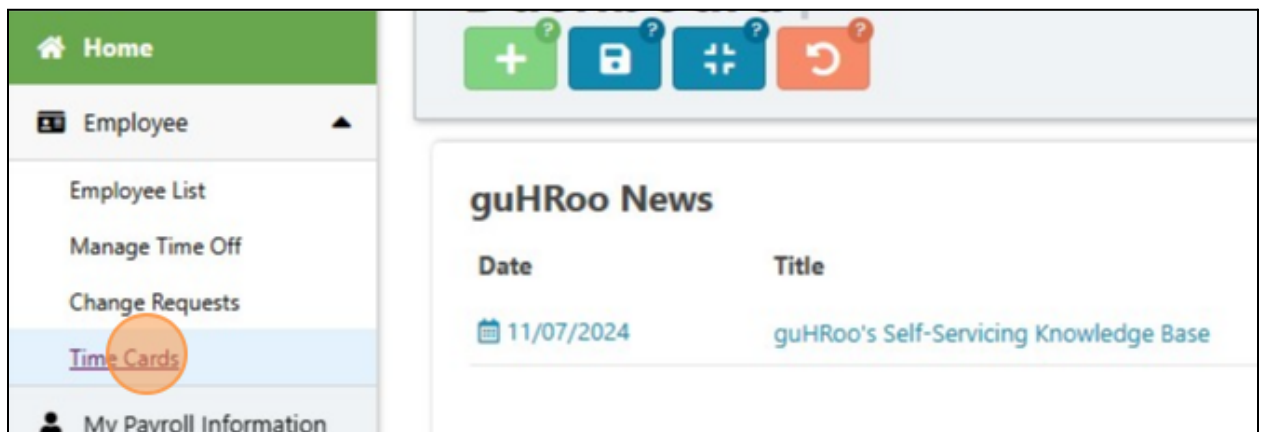 Home
Employee
Employee List
Manage Time Off
Change Requests
Time Cards
My Payroll Information
? ? ? ?
guHRoo News
Date Title
11/07/2024 guHRoo's Self-Servicing Knowledge Base